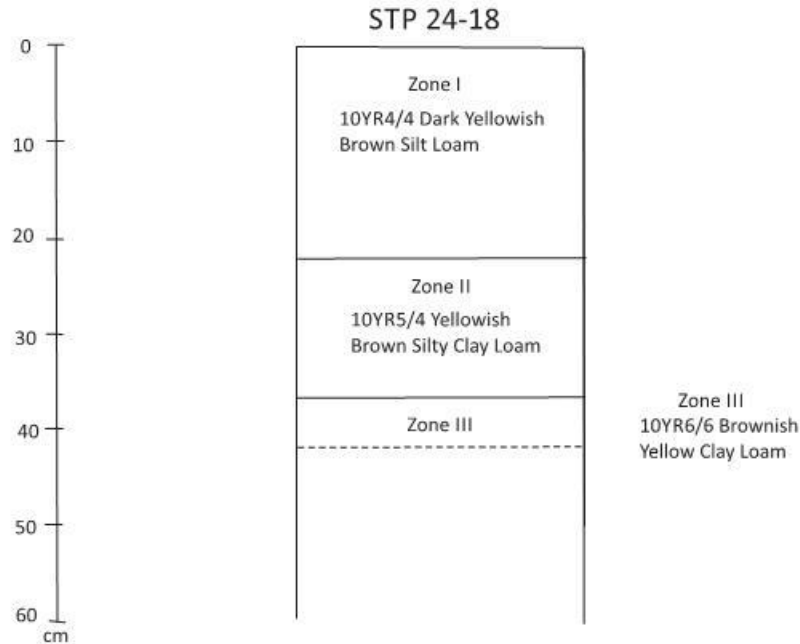 STP 24-18
0
10
20
30
40
50
60
cm
Zone I
10YR4/4 Dark Yellowish
Brown Silt Loam
Zone II
10YR5/4 Yellowish
Brown Silty Clay Loam
Zone III
Zone III
10YR6/6 Brownish
Yellow Clay Loam